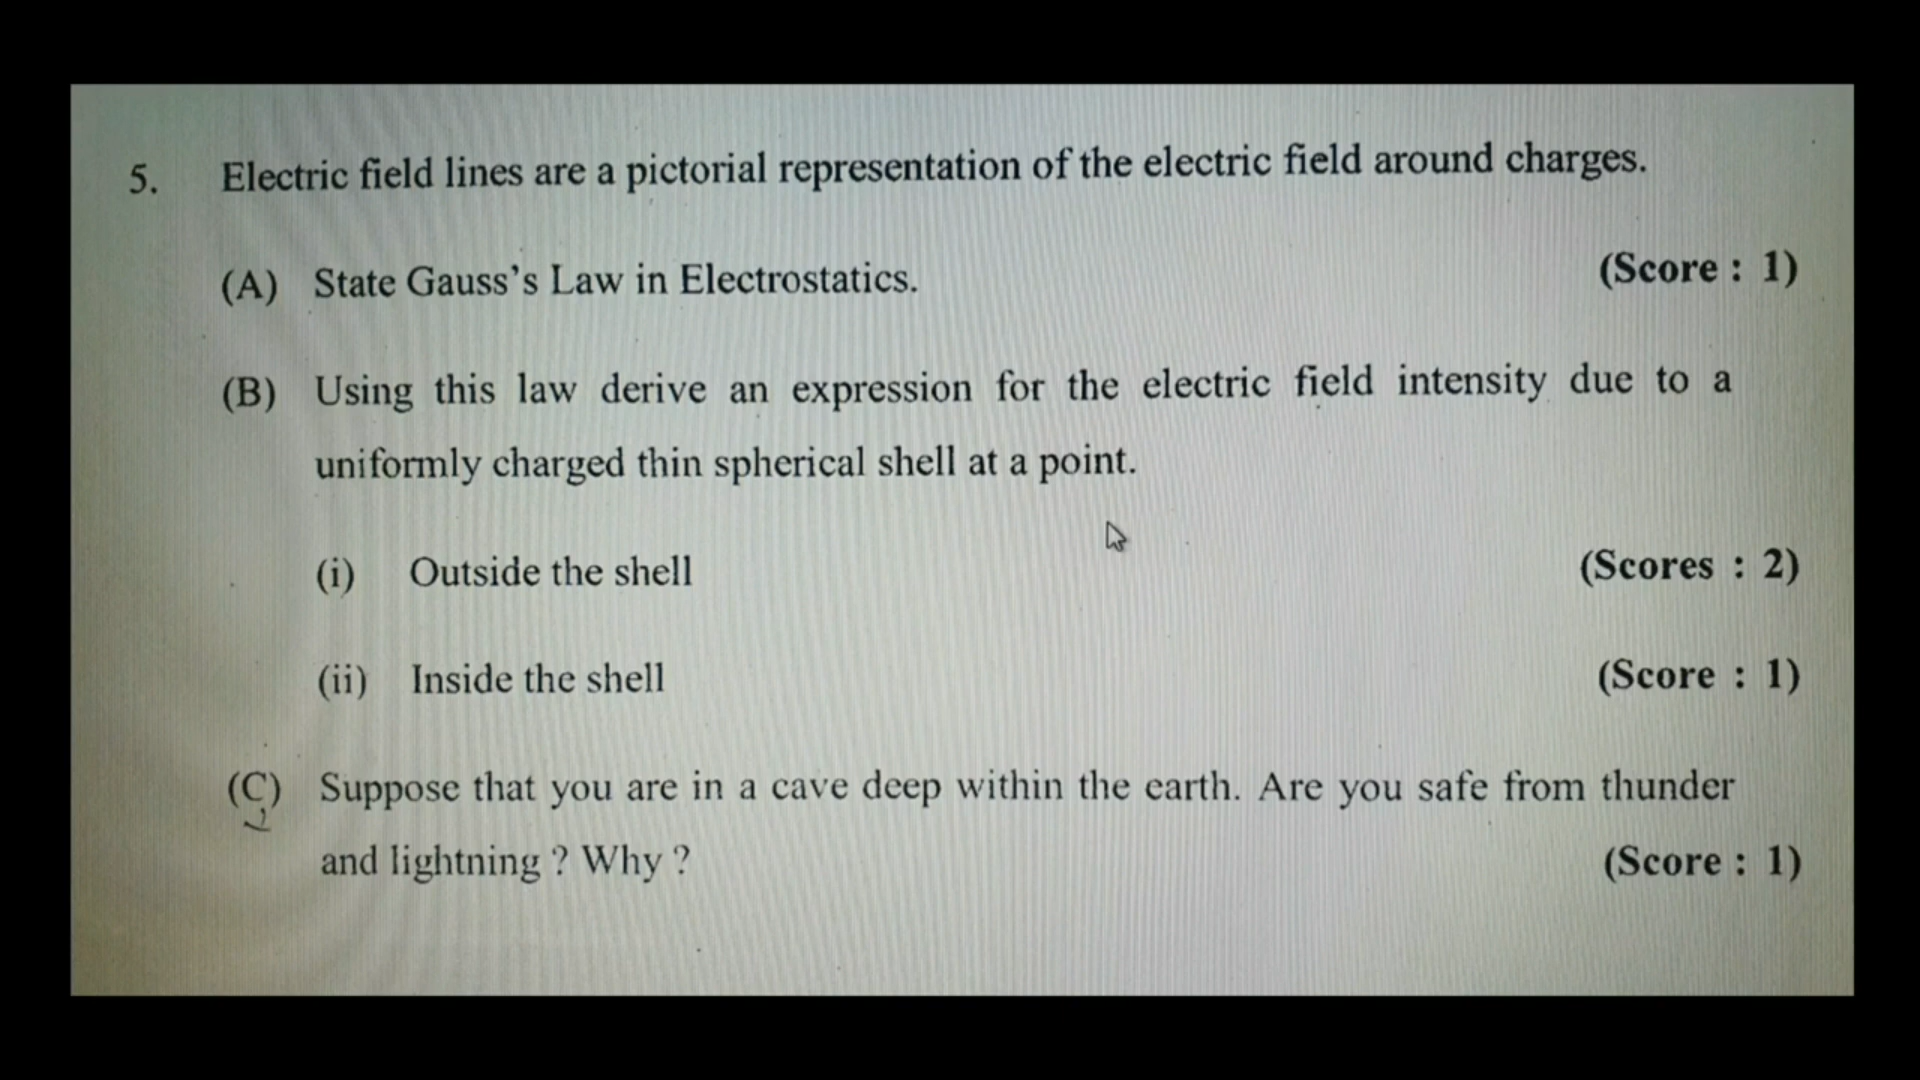 5. Electric field lines are a pictorial representation of the electric field around charges.
(A) State Gauss's Law in Electrostatics. (Score : 1)
(B) Using this law derive an expression for the electric field intensity due to a
uniformly charged thin spherical shell at a point.
(i) Outside the shell (Scores : 2)
(ii) Inside the shell (Score : 1)
(C) Suppose that you are in a cave deep within the earth. Are you safe from thunder
and lightning ? Why ? (Score : 1)